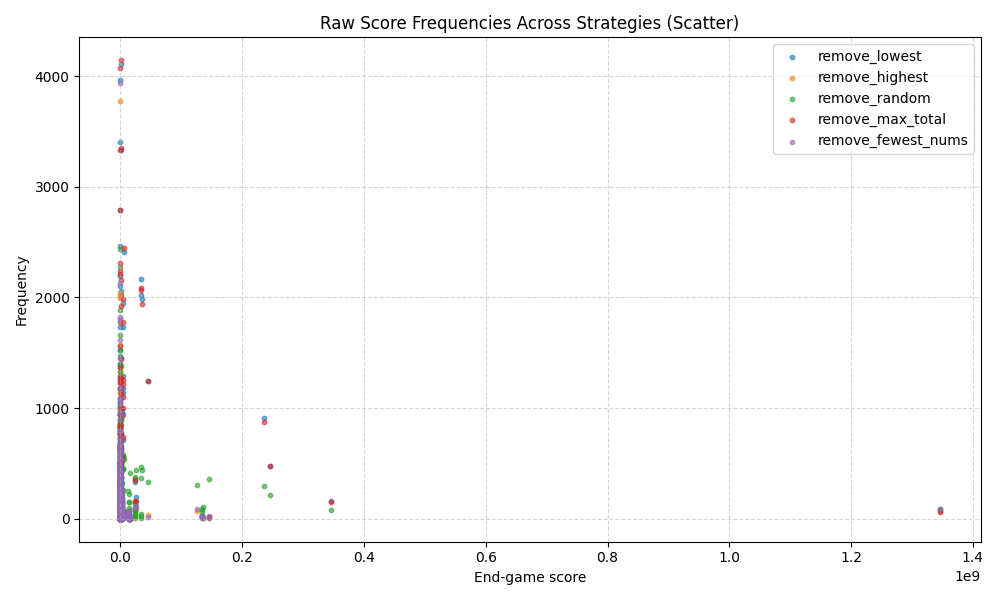 Raw Score Frequencies Across Strategies (Scatter)
remove_lowest
remove_highest
remove_random
remove_max_total
remove_fewest_nums
Frequency
4000
3000
2000
1000
0
0.0 0.2 0.4 0.6 0.8 1.0 1.2 1.4
1e9
End-game score